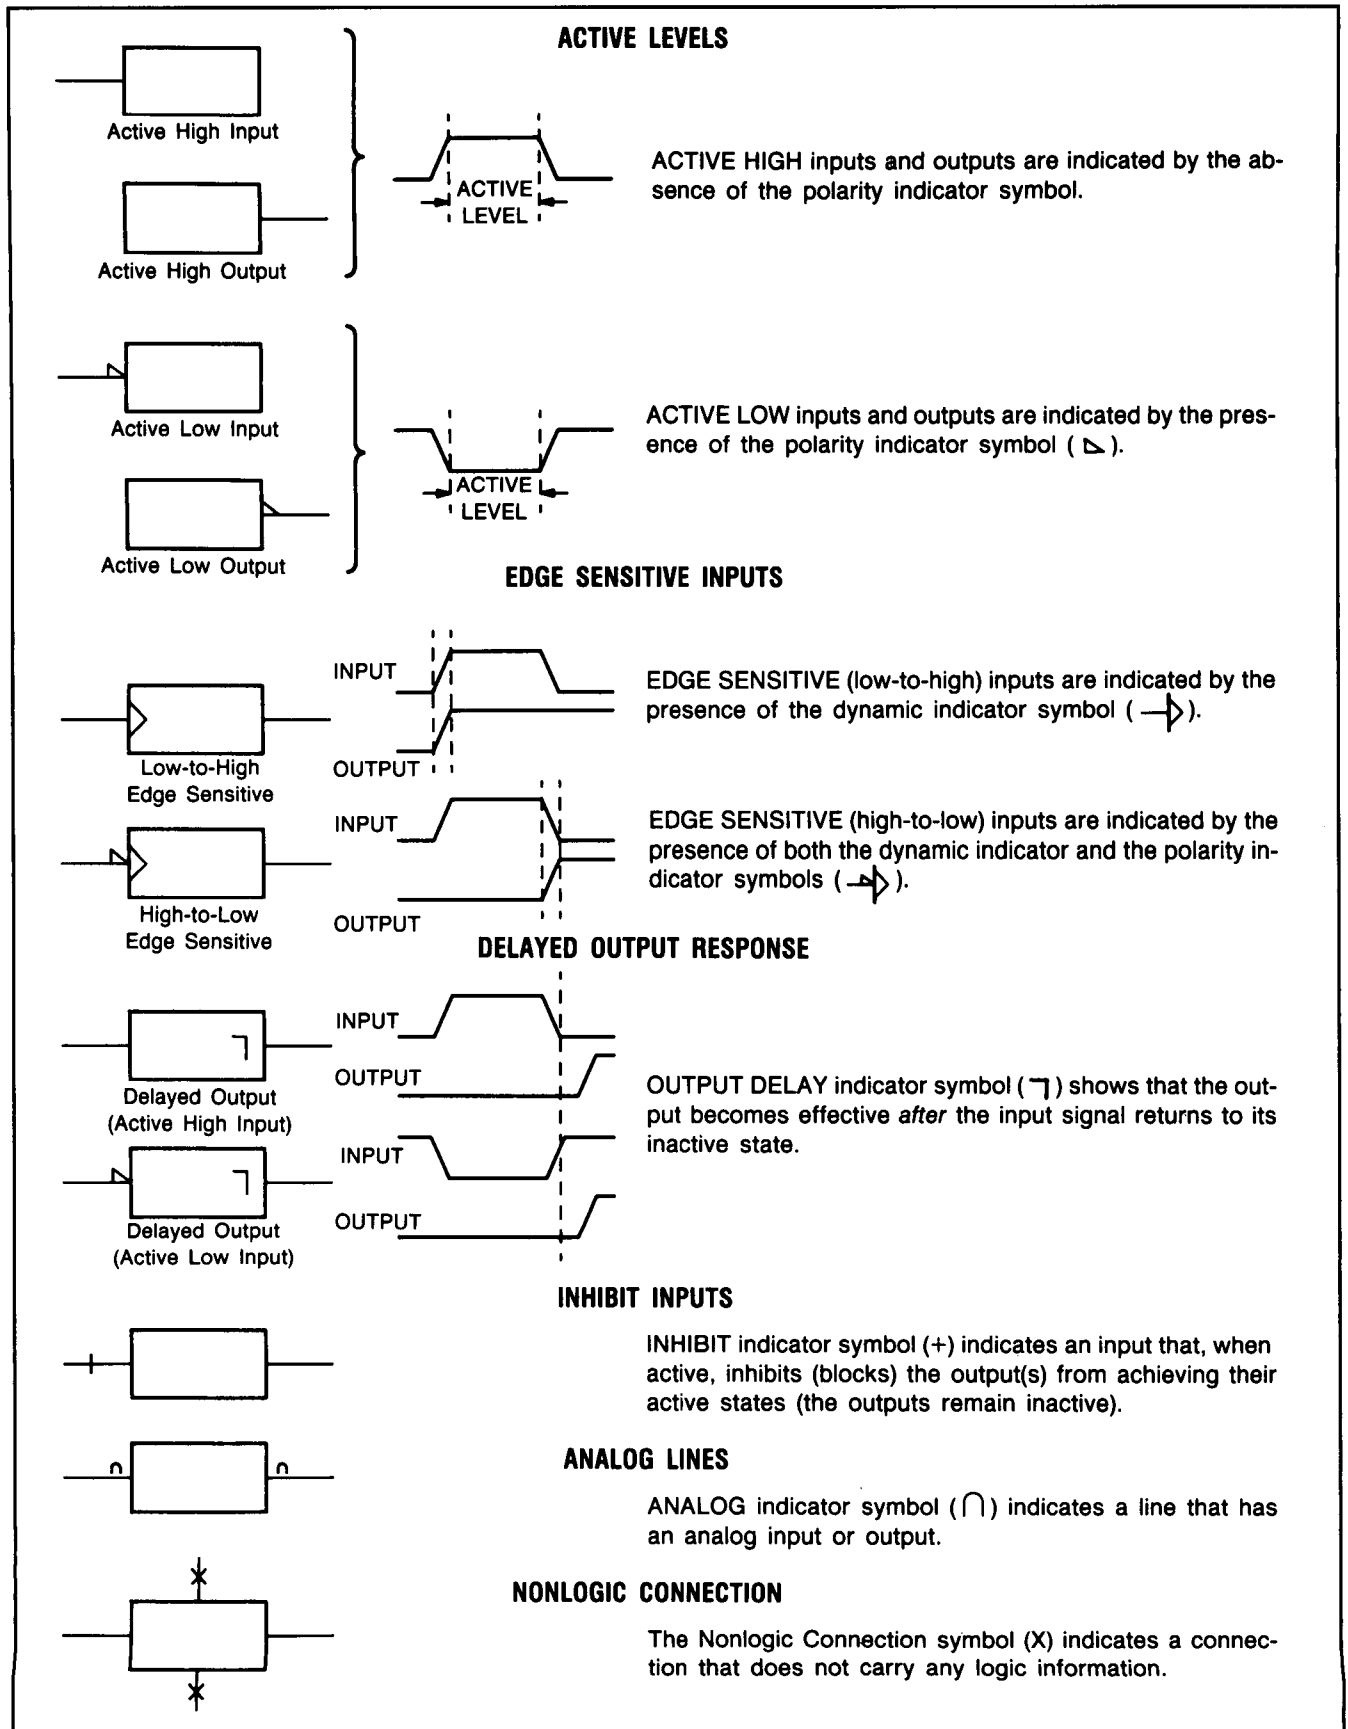 ACTIVE LEVELS
Active High Input
Active High Output
ACTIVE
LEVEL
ACTIVE HIGH inputs and outputs are indicated by the ab-
sence of the polarity indicator symbol.
Active Low Input
Active Low Output
ACTIVE
LEVEL
ACTIVE LOW inputs and outputs are indicated by the pres-
ence of the polarity indicator symbol ( ⊾ ).
EDGE SENSITIVE INPUTS
Low-to-High
Edge Sensitive
INPUT
OUTPUT
EDGE SENSITIVE (low-to-high) inputs are indicated by the
presence of the dynamic indicator symbol ( ).
High-to-Low
Edge Sensitive
INPUT
OUTPUT
EDGE SENSITIVE (high-to-low) inputs are indicated by the
presence of both the dynamic indicator and the polarity in-
dicator symbols ( ).
DELAYED OUTPUT RESPONSE
Delayed Output
(Active High Input)
INPUT
OUTPUT
Delayed Output
(Active Low Input)
INPUT
OUTPUT
OUTPUT DELAY indicator symbol (ㄱ) shows that the out-
put becomes effective after the input signal returns to its
inactive state.
INHIBIT INPUTS
INHIBIT indicator symbol (+) indicates an input that, when
active, inhibits (blocks) the output(s) from achieving their
active states (the outputs remain inactive).
ANALOG LINES
ANALOG indicator symbol (∩) indicates a line that has
an analog input or output.
NONLOGIC CONNECTION
The Nonlogic Connection symbol (X) indicates a connec-
tion that does not carry any logic information.